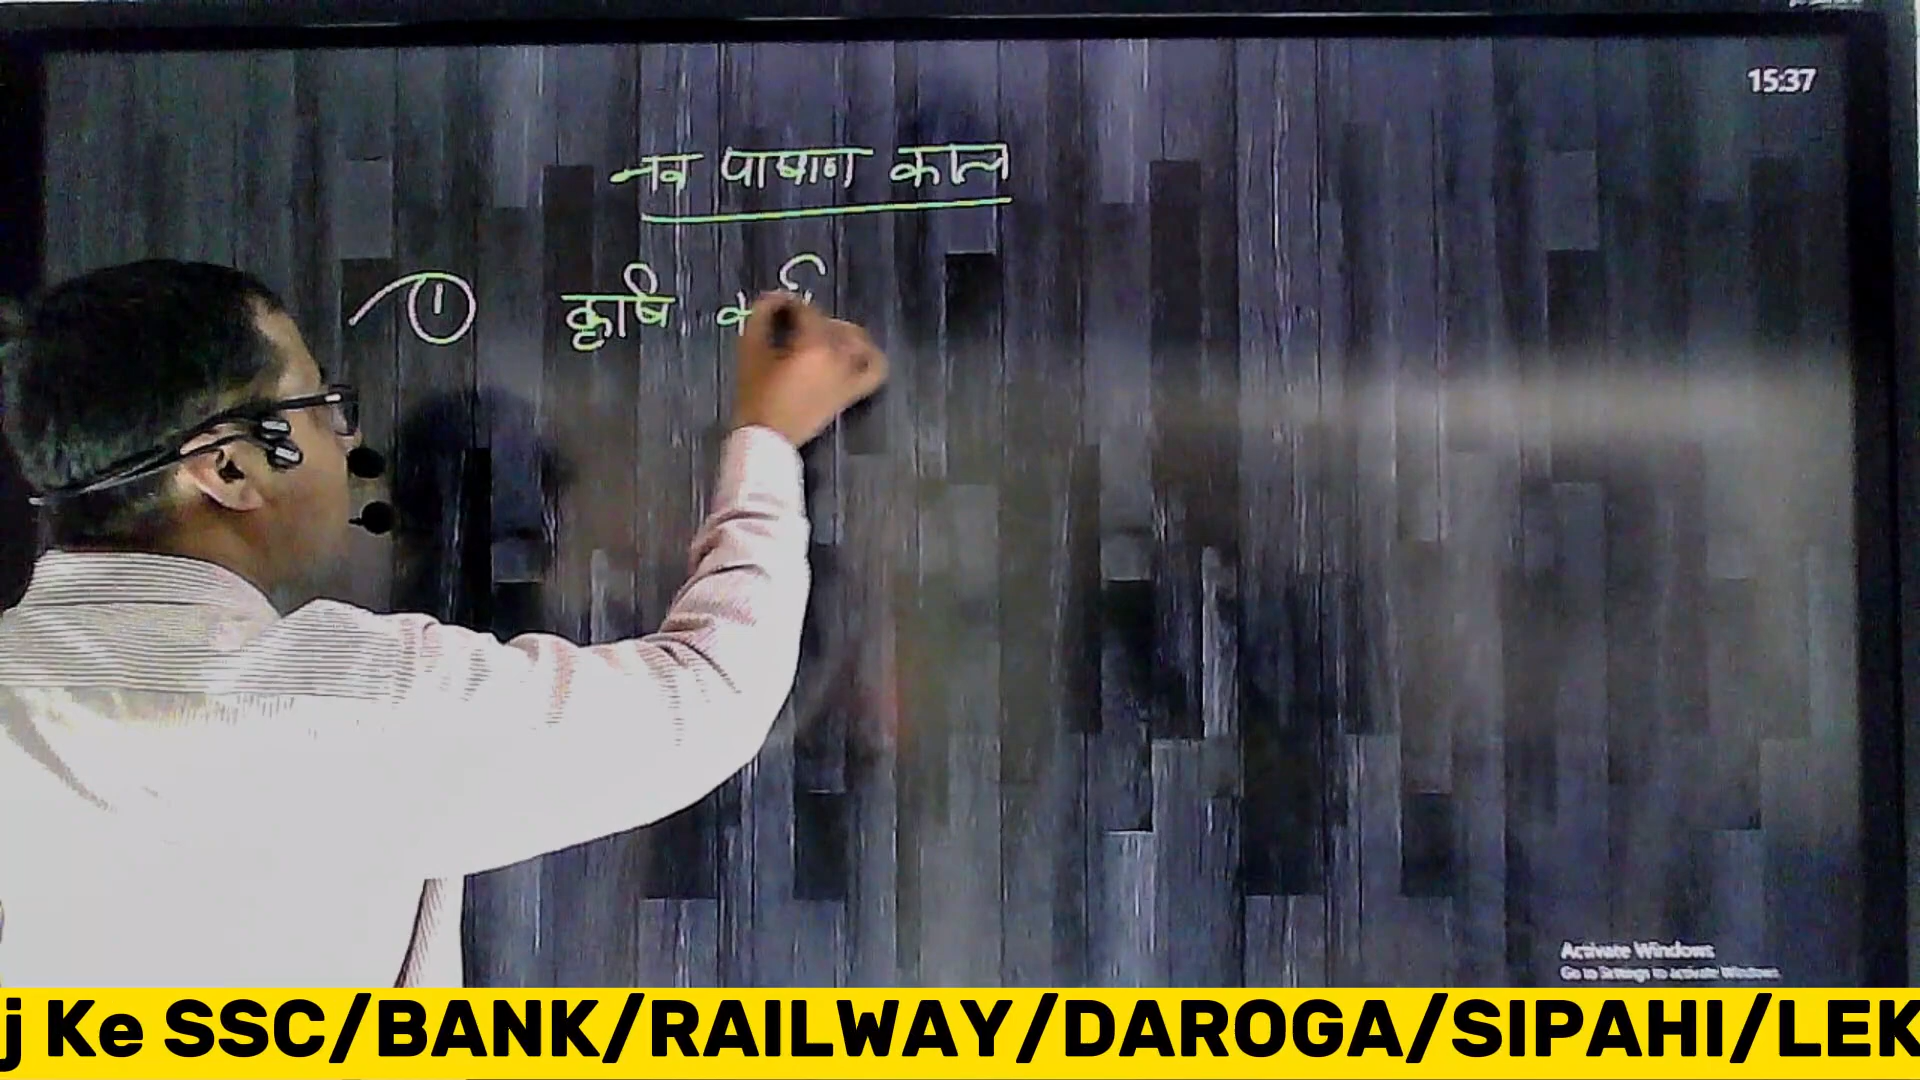 15:37
नव पाषाण काल
① कृषि की
Activate Windows
Go to Settings to activate Windows.
j Ke SSC/BANK/RAILWAY/DAROGA/SIPAHI/LEK